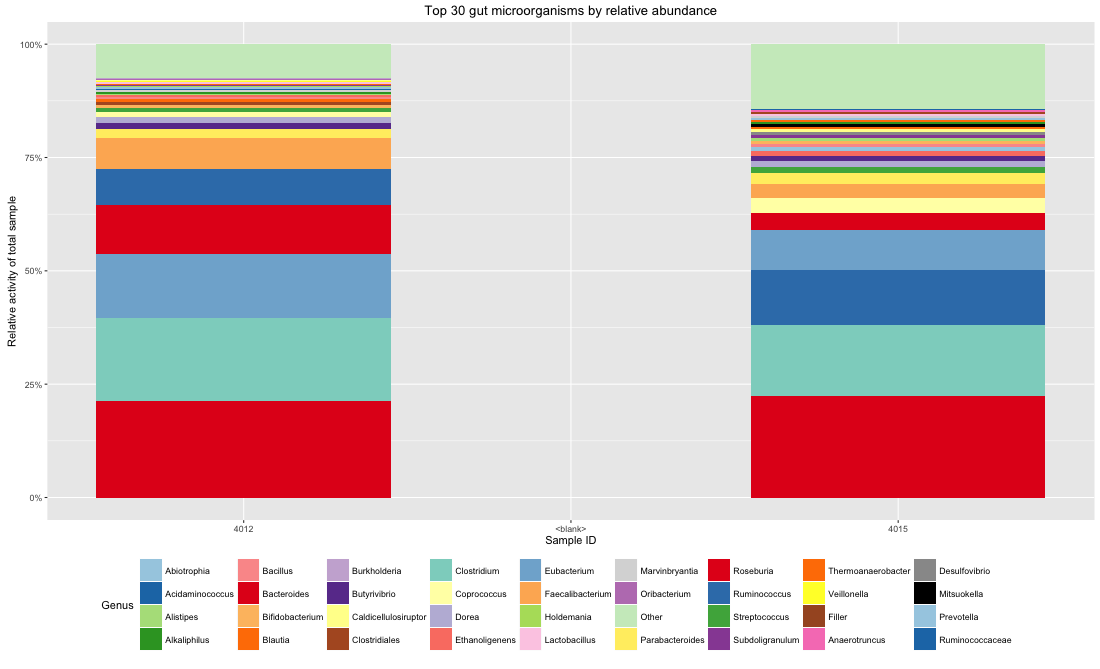 Top 30 gut microorganisms by relative abundance
Relative activity of total sample
100%
75%
50%
25%
0%
4012 <blank> 4015
Sample ID
Genus
Abiotrophia Bacillus Burkholderia Clostridium Eubacterium Marvinbryantia Roseburia Thermoanaerobacter Desulfovibrio
Acidaminococcus Bacteroides Butyrivibrio Coprococcus Faecalibacterium Oribacterium Ruminococcus Veillonella Mitsuokella
Alistipes Bifidobacterium Caldicellulosiruptor Dorea Holdemania Other Streptococcus Filler Prevotella
Alkaliphilus Blautia Clostridiales Ethanoligenens Lactobacillus Parabacteroides Subdoligranulum Anaerotruncus Ruminococcaceae